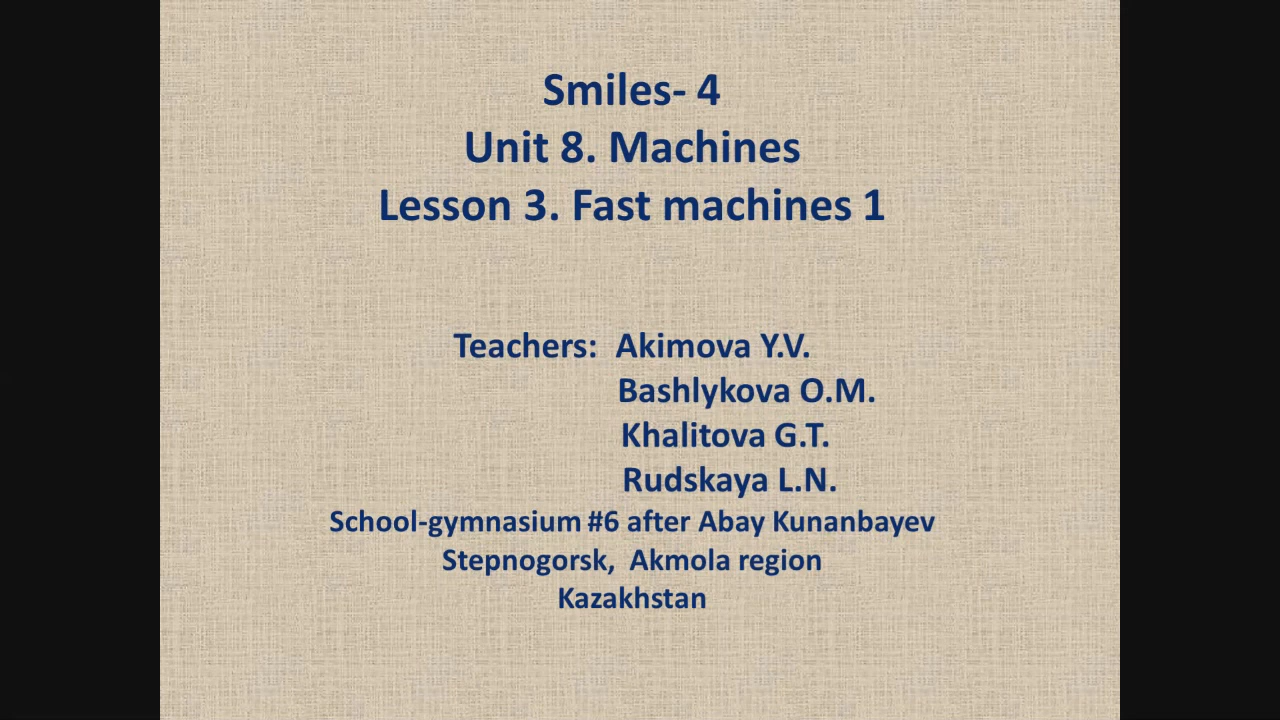 Smiles- 4
Unit 8. Machines
Lesson 3. Fast machines 1
Teachers: Akimova Y.V.
Bashlykova O.M.
Khalitova G.T.
Rudskaya L.N.
School-gymnasium #6 after Abay Kunanbayev
Stepnogorsk, Akmola region
Kazakhstan